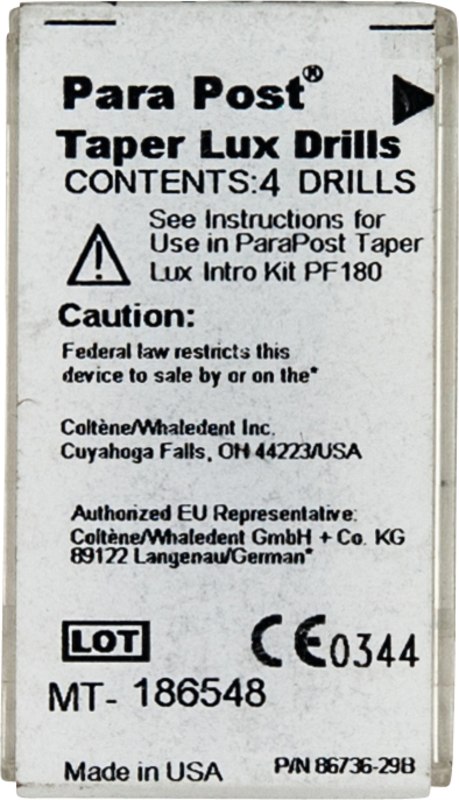 Para Post®
Taper Lux Drills
CONTENTS:4 DRILLS
See Instructions for
Use in ParaPost Taper
Lux Intro Kit PF180
Caution:
Federal law restricts this
device to sale by or on the*
Coltène/Whaledent Inc.
Cuyahoga Falls, OH 44223/USA
Authorized EU Representative:
Coltène/Whaledent GmbH + Co. KG
89122 Langenau/German*
LOT
CE0344
MT- 186548
Made in USA
P/N 86736-29B